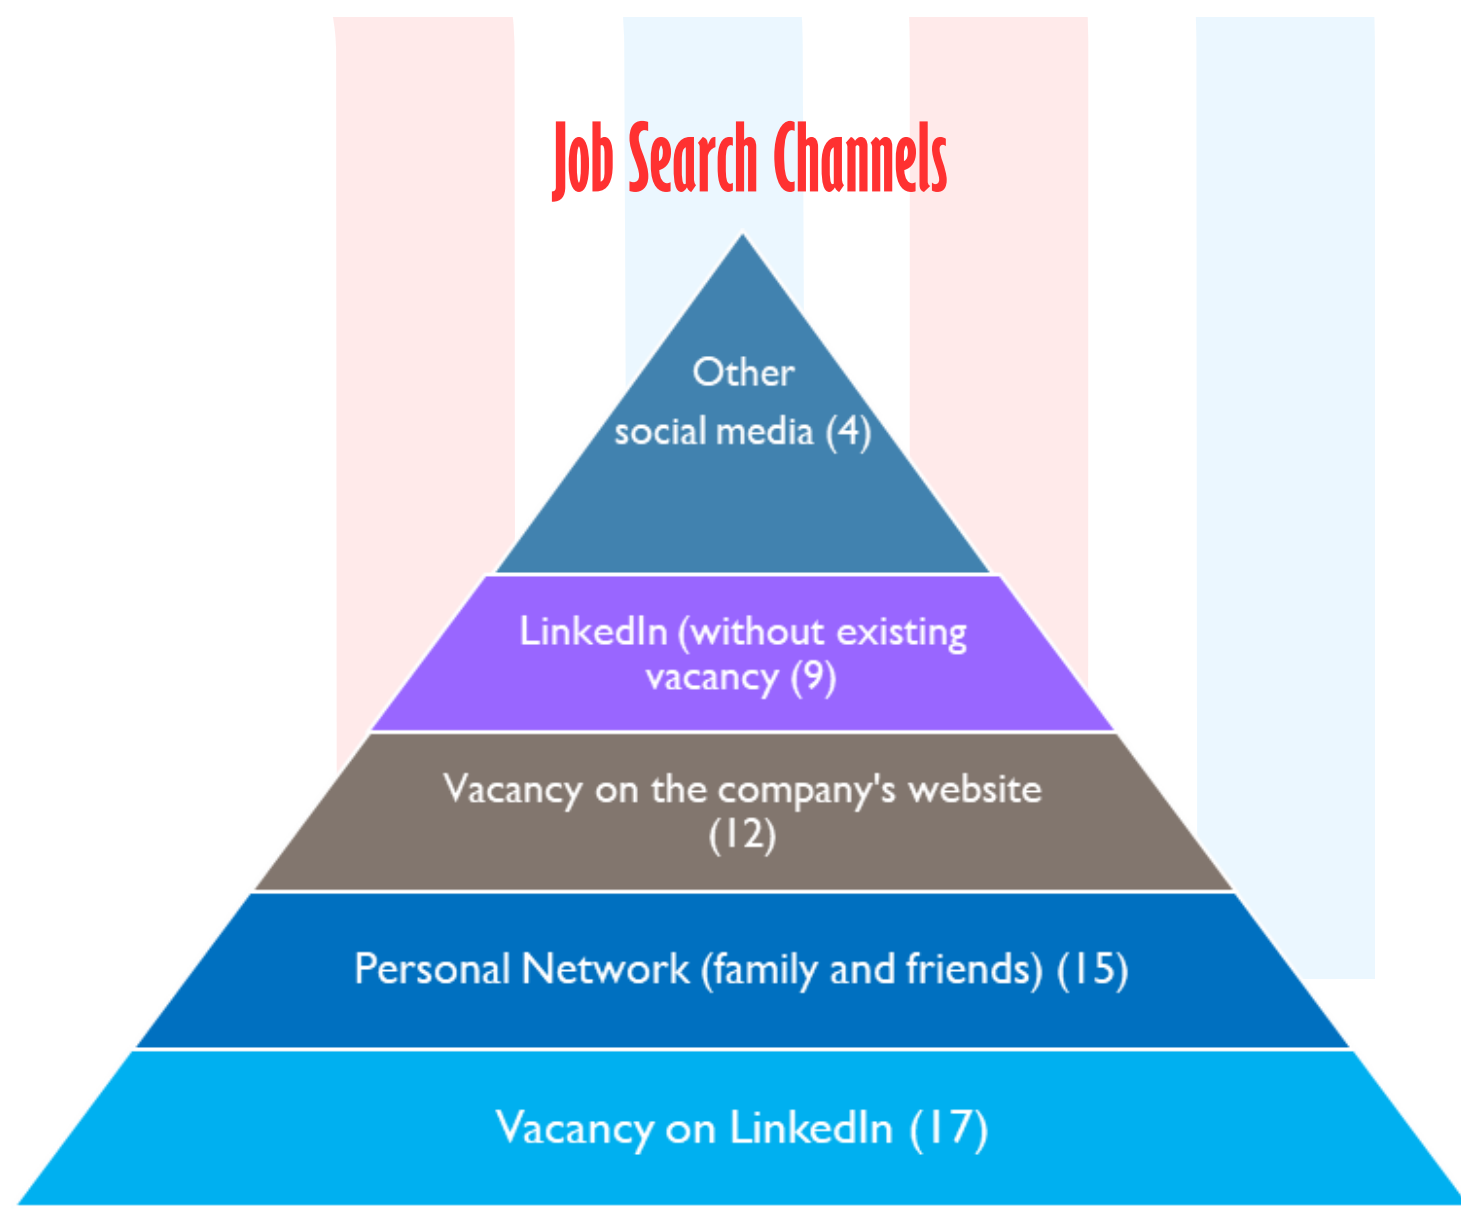 Job Search Channels
Other
social media (4)
LinkedIn (without existing
vacancy (9)
Vacancy on the company's website
(12)
Personal Network (family and friends) (15)
Vacancy on LinkedIn (17)